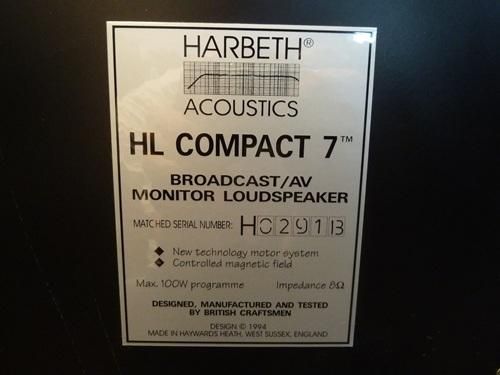 HARBETH®
ACOUSTICS
HL COMPACT 7™
BROADCAST/AV
MONITOR LOUDSPEAKER
MATCHED SERIAL NUMBER: H0291B
New technology motor system
Controlled magnetic field
Max. 100W programme Impedance 8Ω
DESIGNED, MANUFACTURED AND TESTED
BY BRITISH CRAFTSMEN
DESIGN © 1994
MADE IN HAYWARDS HEATH, WEST SUSSEX, ENGLAND